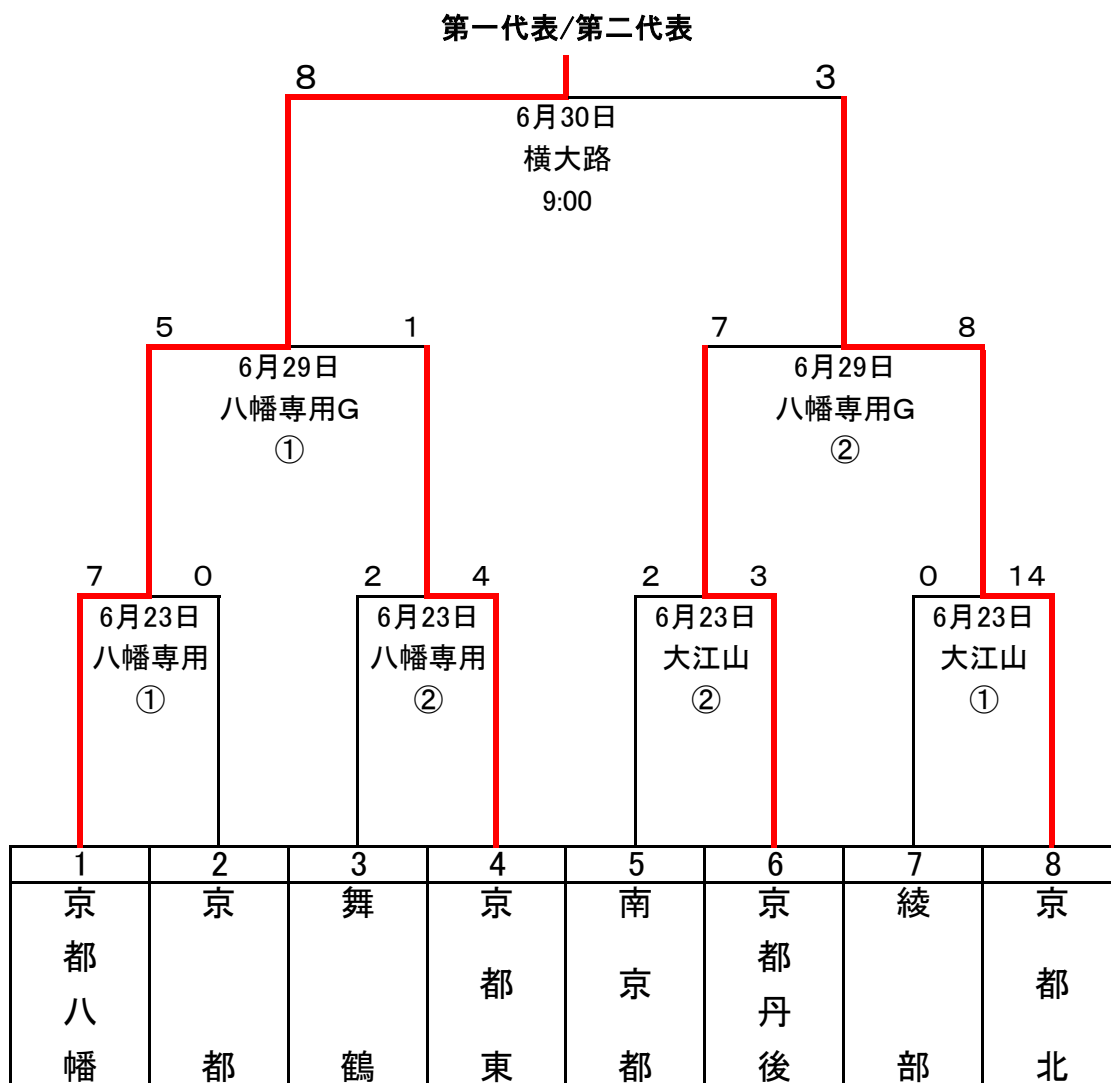 第一代表/第二代表
8 3
6月30日
横大路
9:00
5 1 7 8
6月29日 6月29日
八幡専用G 八幡専用G
① ②
7 0 2 4 2 3 0 14
6月23日 6月23日 6月23日 6月23日
八幡専用 八幡専用 大江山 大江山
① ② ② ①
1 2 3 4 5 6 7 8
京都八幡
京都
舞鶴
京都東
南京都
京都丹後
綾部
京都北